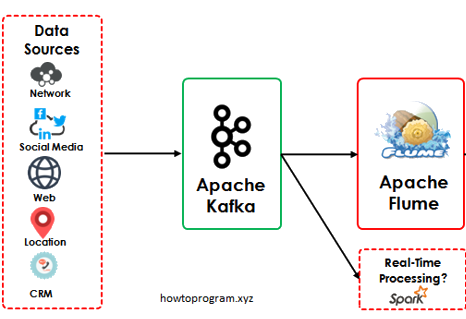 Data
Sources
Network
Social Media
Web
Location
CRM
Apache
Kafka
flume
Apache
Flume
Real-Time
Processing?
Spark
howtoprogram.xyz